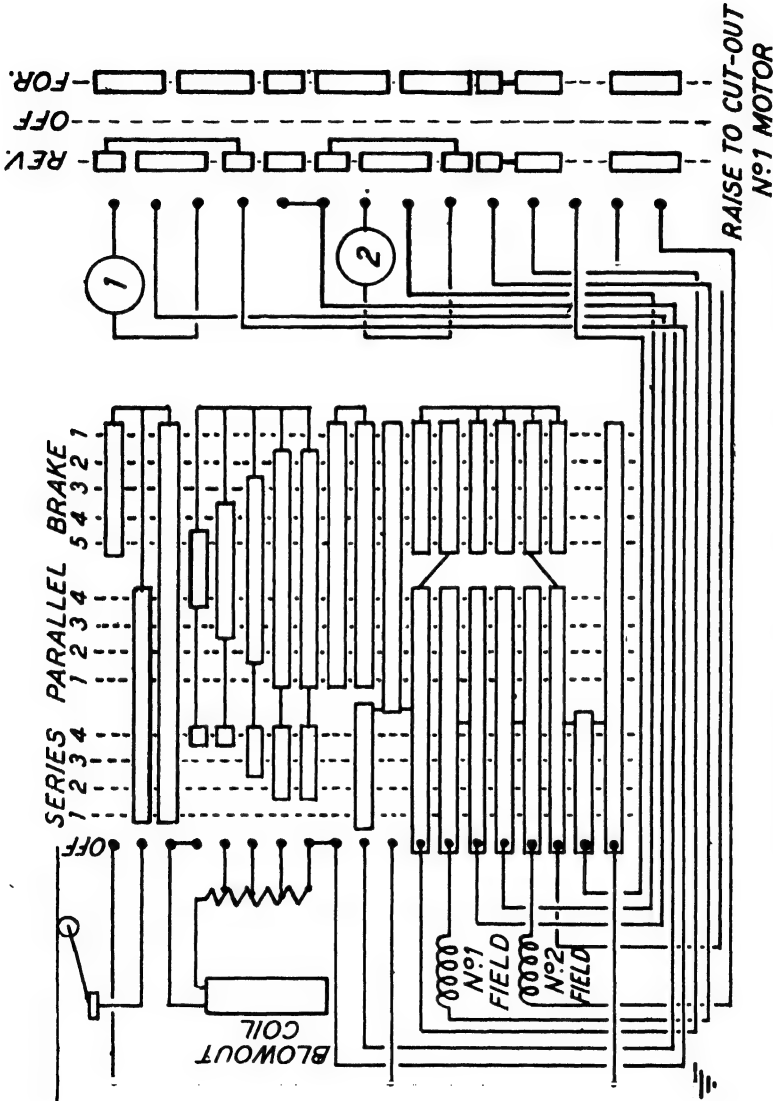 FOR.
OFF
REV.
RAISE TO CUT-OUT
Nº1 MOTOR
1
2
SERIES PARALLEL BRAKE
OFF 1 2 3 4 1 2 3 4 5 4 3 2 1
Nº1
FIELD
Nº2
FIELD
BLOWOUT
COIL